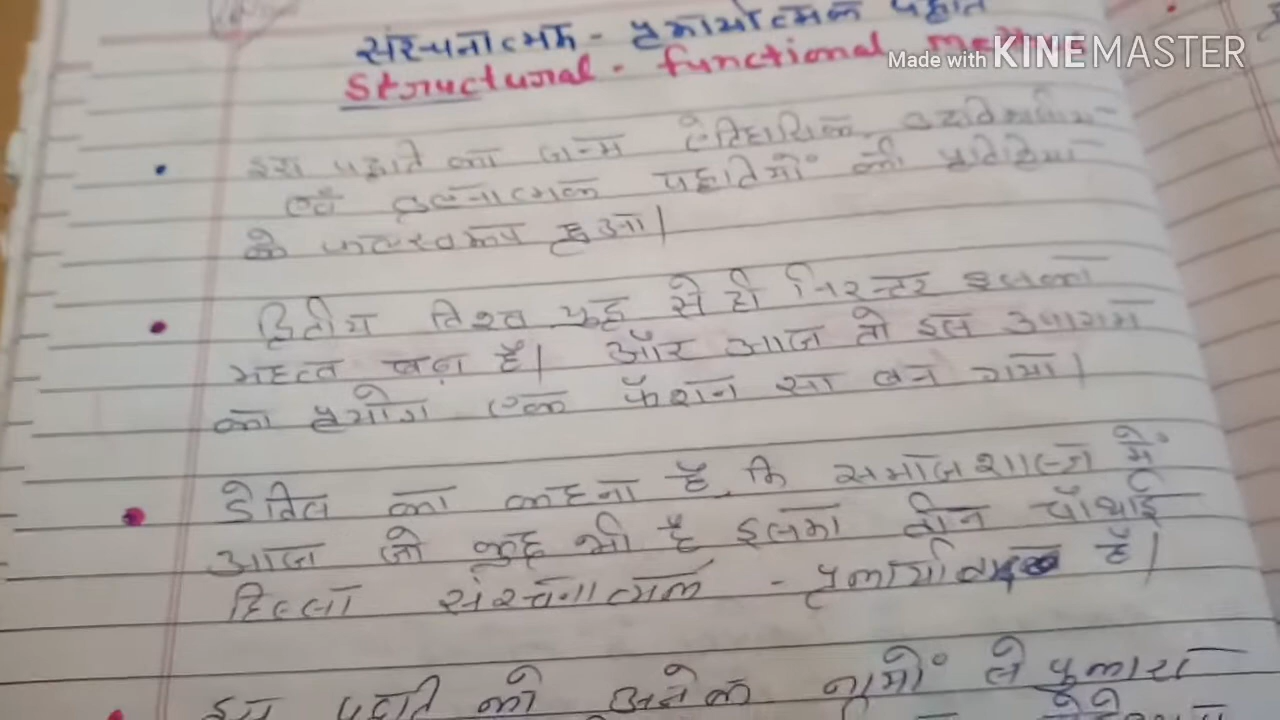 संरचनात्मक - प्रकार्यात्मक पद्धति
Structural - functional method
Made with KINEMASTER
इस पद्धति का जन्म ऐतिहासिक
एवं तुलनात्मक पद्धतियों की प्रतिक्रिया
के फलस्वरूप हुआ।
द्वितीय विश्व युद्ध से ही निरन्तर इसका
महत्व बढ़ा है। और आज तो इस उपागम
का प्रयोग एक फैशन सा बन गया।
डेविस का कहना है कि समाजशास्त्र में
आज जो कुछ भी है इसका तीन चौथाई
हिस्सा संरचनात्मक - प्रकार्यात्मक है।
इस पद्धति को अनेक नामों से पुकारा